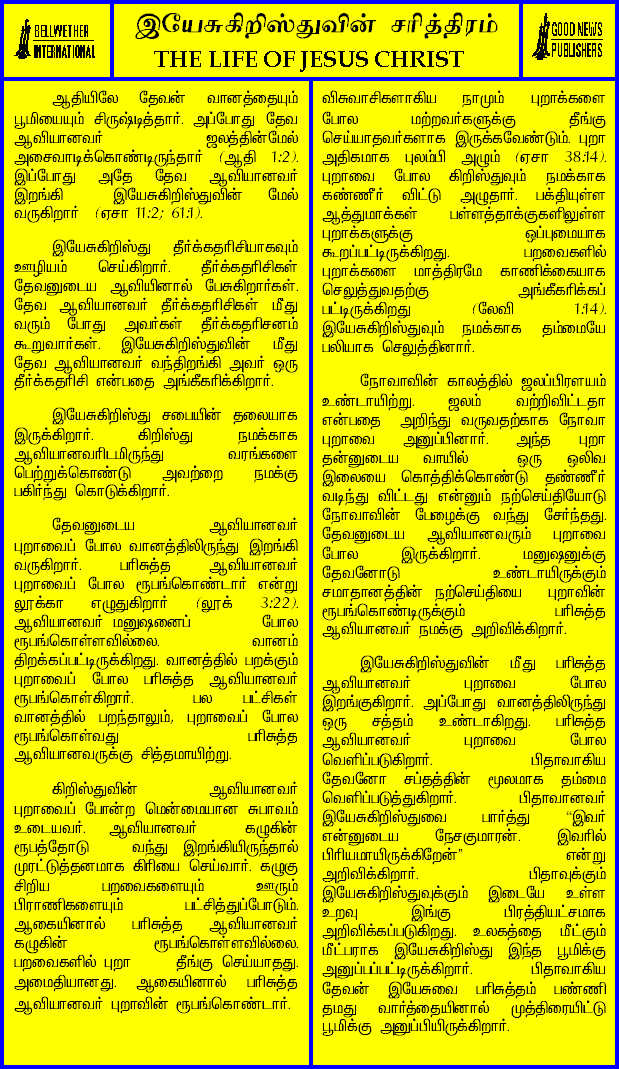 BELLWETHER
INTERNATIONAL
இயேசுகிறிஸ்துவின் சரித்திரம்
THE LIFE OF JESUS CHRIST
GOOD NEWS
PUBLISHERS
ஆதியிலே தேவன் வானத்தையும்
பூமியையும் சிருஷ்டித்தார். அப்போது தேவ
ஆவியானவர் ஜலத்தின்மேல்
அசைவாடிக்கொண்டிருந்தார் (ஆதி 1:2).
இப்போது அதே தேவ ஆவியானவர்
இறங்கி இயேசுகிறிஸ்துவின் மேல்
வருகிறார் (ஏசா 11:2; 61:1).
இயேசுகிறிஸ்து தீர்க்கதரிசியாகவும்
ஊழியம் செய்கிறார். தீர்க்கதரிசிகள்
தேவனுடைய ஆவியினால் பேசுகிறார்கள்.
தேவ ஆவியானவர் தீர்க்கதரிசிகள் மீது
வரும் போது அவர்கள் தீர்க்கதரிசனம்
கூறுவார்கள். இயேசுகிறிஸ்துவின் மீது
தேவ ஆவியானவர் வந்திறங்கி அவர் ஒரு
தீர்க்கதரிசி என்பதை அங்கீகரிக்கிறார்.
இயேசுகிறிஸ்து சபையின் தலையாக
இருக்கிறார். கிறிஸ்து நமக்காக
ஆவியானவரிடமிருந்து வரங்களை
பெற்றுக்கொண்டு அவற்றை நமக்கு
பகிர்ந்து கொடுக்கிறார்.
தேவனுடைய ஆவியானவர்
புறாவைப் போல வானத்திலிருந்து இறங்கி
வருகிறார். பரிசுத்த ஆவியானவர்
புறாவைப் போல ரூபங்கொண்டார் என்று
லூக்கா எழுதுகிறார் (லூக் 3:22).
ஆவியானவர் மனுஷனைப் போல
ரூபங்கொள்ளவில்லை. வானம்
திறக்கப்பட்டிருக்கிறது. வானத்தில் பறக்கும்
புறாவைப் போல பரிசுத்த ஆவியானவர்
ரூபங்கொள்கிறார். பல பட்சிகள்
வானத்தில் பறந்தாலும், புறாவைப் போல
ரூபங்கொள்வது பரிசுத்த
ஆவியானவருக்கு சித்தமாயிற்று.
கிறிஸ்துவின் ஆவியானவர்
புறாவைப் போன்ற மென்மையான சுபாவம்
உடையவர். ஆவியானவர் கழுகின்
ரூபத்தோடு வந்து இறங்கியிருந்தால்
முரட்டுத்தனமாக கிரியை செய்வார். கழுகு
சிறிய பறவைகளையும் ஊரும்
பிராணிகளையும் பட்சித்துப்போடும்.
ஆகையினால் பரிசுத்த ஆவியானவர்
கழுகின் ரூபங்கொள்ளவில்லை.
பறவைகளில் புறா தீங்கு செய்யாதது.
அமைதியானது. ஆகையினால் பரிசுத்த
ஆவியானவர் புறாவின் ரூபங்கொண்டார்.
விசுவாசிகளாகிய நாமும் புறாக்களை
போல மற்றவர்களுக்கு தீங்கு
செய்யாதவர்களாக இருக்கவேண்டும். புறா
அதிகமாக புலம்பி அழும் (ஏசா 38:14).
புறாவை போல கிறிஸ்துவும் நமக்காக
கண்ணீர் விட்டு அழுதார். பக்தியுள்ள
ஆத்துமாக்கள் பள்ளத்தாக்குகளிலுள்ள
புறாக்களுக்கு ஒப்புமையாக
கூறப்பட்டிருக்கிறது. பறவைகளில்
புறாக்களை மாத்திரமே காணிக்கையாக
செலுத்துவதற்கு அங்கீகரிக்கப்
பட்டிருக்கிறது (லேவி 1:14).
இயேசுகிறிஸ்துவும் நமக்காக தம்மையே
பலியாக செலுத்தினார்.
நோவாவின் காலத்தில் ஜலப்பிரளயம்
உண்டாயிற்று. ஜலம் வற்றிவிட்டதா
என்பதை அறிந்து வருவதற்காக நோவா
புறாவை அனுப்பினார். அந்த புறா
தன்னுடைய வாயில் ஒரு ஒலிவ
இலையை கொத்திக்கொண்டு தண்ணீர்
வடிந்து விட்டது என்னும் நற்செய்தியோடு
நோவாவின் பேழைக்கு வந்து சேர்ந்தது.
தேவனுடைய ஆவியானவரும் புறாவை
போல இருக்கிறார். மனுஷனுக்கு
தேவனோடு உண்டாயிருக்கும்
சமாதானத்தின் நற்செய்தியை புறாவின்
ரூபங்கொண்டிருக்கும் பரிசுத்த
ஆவியானவர் நமக்கு அறிவிக்கிறார்.
இயேசுகிறிஸ்துவின் மீது பரிசுத்த
ஆவியானவர் புறாவை போல
இறங்குகிறார். அப்போது வானத்திலிருந்து
ஒரு சத்தம் உண்டாகிறது. பரிசுத்த
ஆவியானவர் புறாவை போல
வெளிப்படுகிறார். பிதாவாகிய
தேவனோ சப்தத்தின் மூலமாக தம்மை
வெளிப்படுத்துகிறார். பிதாவானவர்
இயேசுகிறிஸ்துவை பார்த்து “இவர்
என்னுடைய நேசகுமாரன். இவரில்
பிரியமாயிருக்கிறேன்” என்று
அறிவிக்கிறார். பிதாவுக்கும்
இயேசுகிறிஸ்துவுக்கும் இடையே உள்ள
உறவு இங்கு பிரத்தியட்சமாக
அறிவிக்கப்படுகிறது. உலகத்தை மீட்கும்
மீட்பராக இயேசுகிறிஸ்து இந்த பூமிக்கு
அனுப்பப்பட்டிருக்கிறார். பிதாவாகிய
தேவன் இயேசுவை பரிசுத்தம் பண்ணி
தமது வார்த்தையினால் முத்திரையிட்டு
பூமிக்கு அனுப்பியிருக்கிறார்.